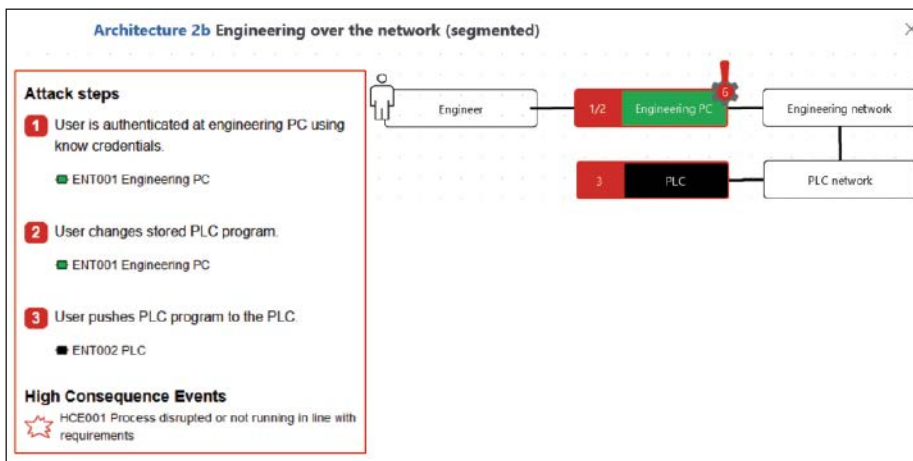 Architecture 2b Engineering over the network (segmented)
Attack steps
1 User is authenticated at engineering PC using
know credentials.
ENT001 Engineering PC
2 User changes stored PLC program.
ENT001 Engineering PC
3 User pushes PLC program to the PLC.
ENT002 PLC
High Consequence Events
HCE001 Process disrupted or not running in line with
requirements
Engineer
1/2 Engineering PC
6
Engineering network
3 PLC
PLC network